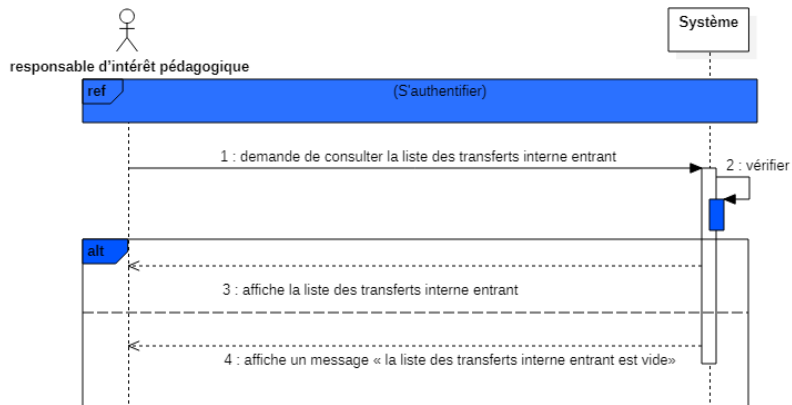 Système
responsable d'intérêt pédagogique
ref
(S'authentifier)
1 : demande de consulter la liste des transferts interne entrant
2 : vérifier
alt
3 : affiche la liste des transferts interne entrant
4 : affiche un message « la liste des transferts interne entrant est vide»